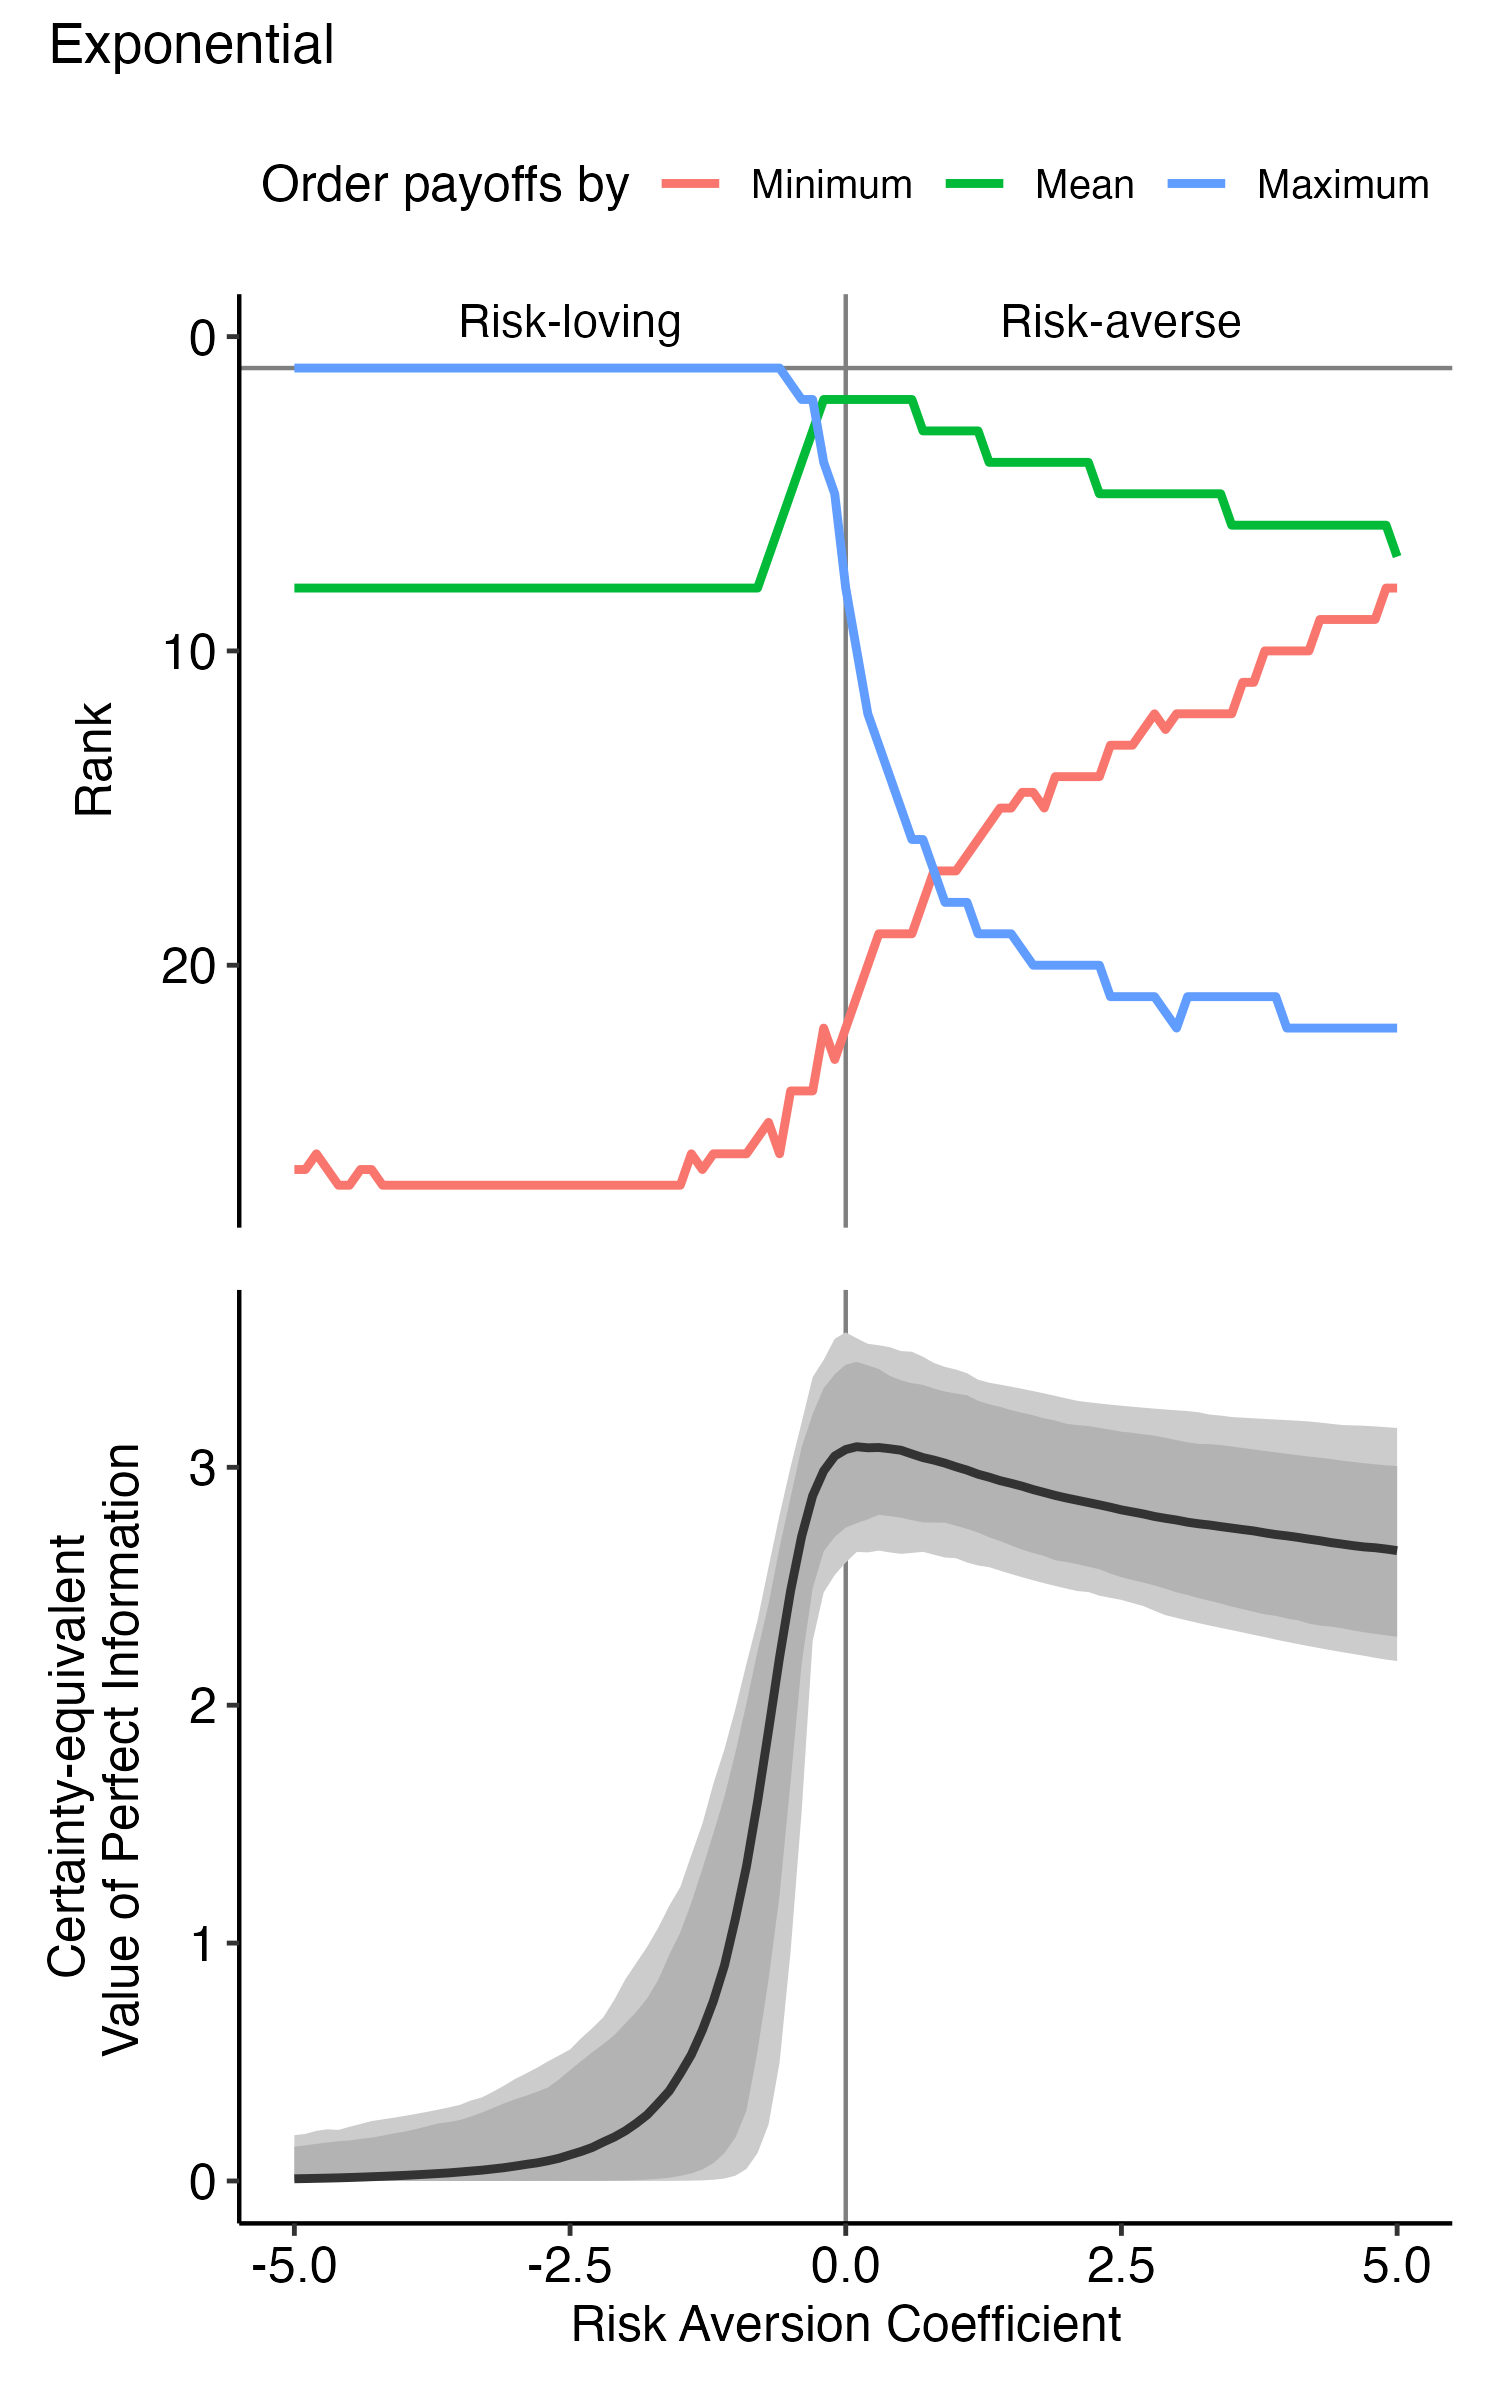 Exponential
Order payoffs by Minimum Mean Maximum
Risk-loving Risk-averse
0
10
20
Rank
3
2
1
0
Certainty-equivalent
Value of Perfect Information
-5.0 -2.5 0.0 2.5 5.0
Risk Aversion Coefficient